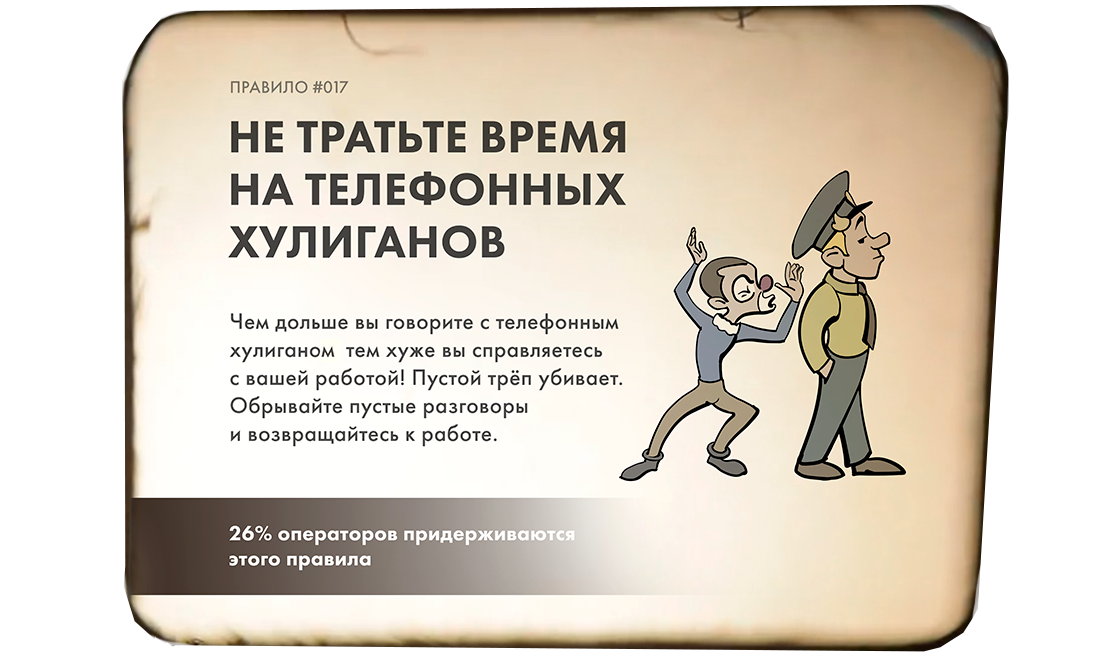 ПРАВИЛО #017
НЕ ТРАТЬТЕ ВРЕМЯ
НА ТЕЛЕФОННЫХ
ХУЛИГАНОВ
Чем дольше вы говорите с телефонным
хулиганом тем хуже вы справляетесь
с вашей работой! Пустой трёп убивает.
Обрывайте пустые разговоры
и возвращайтесь к работе.
26% операторов придерживаются
этого правила